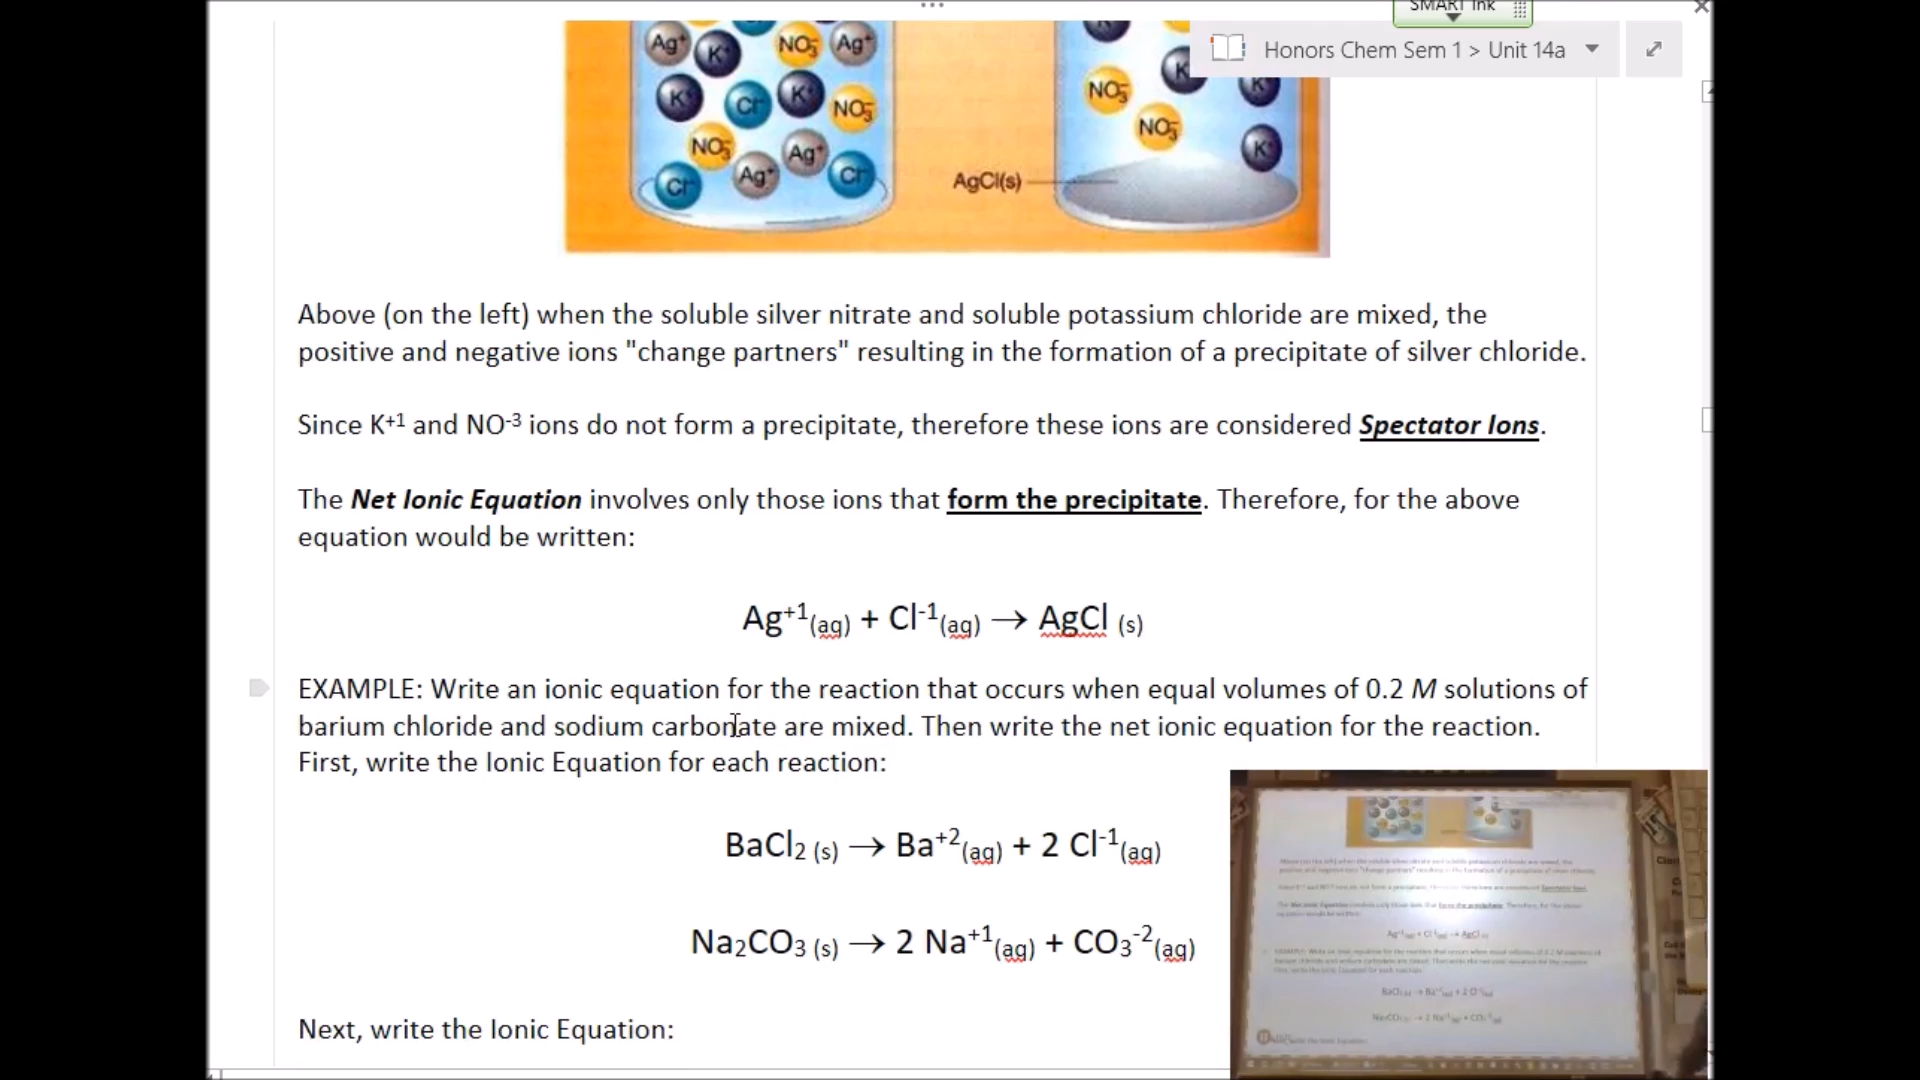 SMART Ink
Honors Chem Sem 1 > Unit 14a
Ag⁺ K⁺ NO₃⁻ Ag⁺
K⁺ Cl⁻ K⁺ NO₃⁻
NO₃⁻ Ag⁺
Cl⁻ Ag⁺ Cl⁻
K⁺
NO₃⁻ K⁺
NO₃⁻ K⁺
AgCl(s)
Above (on the left) when the soluble silver nitrate and soluble potassium chloride are mixed, the
positive and negative ions "change partners" resulting in the formation of a precipitate of silver chloride.
Since K⁺¹ and NO⁻³ ions do not form a precipitate, therefore these ions are considered Spectator Ions.
The Net Ionic Equation involves only those ions that form the precipitate. Therefore, for the above
equation would be written:
Ag⁺¹(aq) + Cl⁻¹(aq) → AgCl (s)
EXAMPLE: Write an ionic equation for the reaction that occurs when equal volumes of 0.2 M solutions of
barium chloride and sodium carbonate are mixed. Then write the net ionic equation for the reaction.
First, write the Ionic Equation for each reaction:
BaCl₂ (s) → Ba⁺²(aq) + 2 Cl⁻¹(aq)
Na₂CO₃ (s) → 2 Na⁺¹(aq) + CO₃⁻²(aq)
Next, write the Ionic Equation: